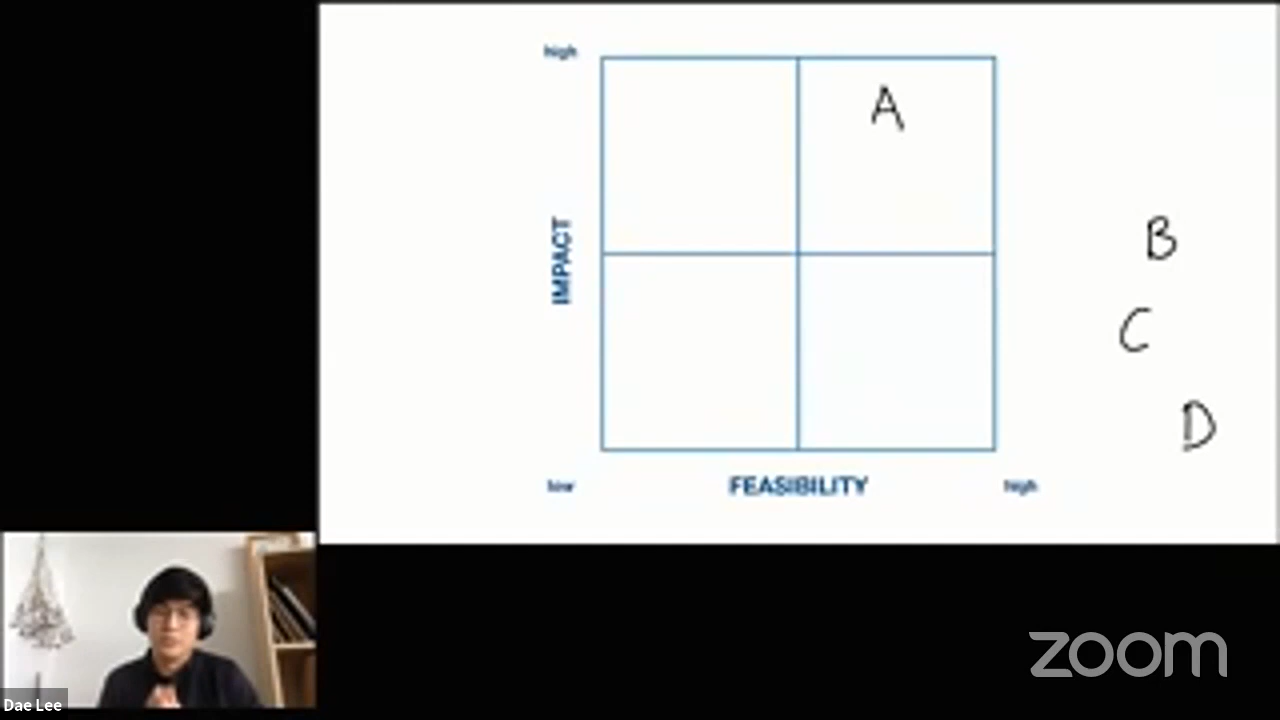 high
A
IMPACT
B
C
D
low
FEASIBILITY
high
zoom
Dae Lee